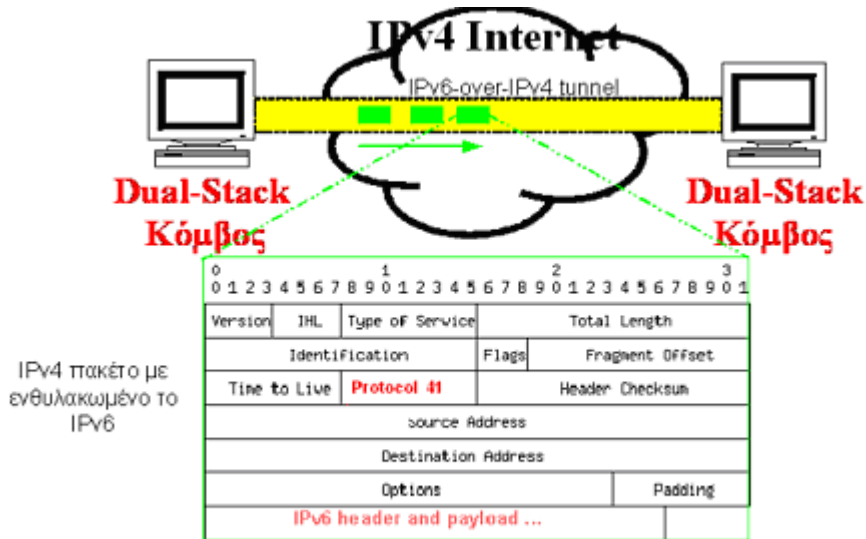 IPv4 Internet
IPv6-over-IPv4 tunnel
Dual-Stack
Κόμβος
Dual-Stack
Κόμβος
0 1 2 3
0 1 2 3 4 5 6 7 8 9 0 1 2 3 4 5 6 7 8 9 0 1 2 3 4 5 6 7 8 9 0 1
Version IHL Type of Service Total Length
Identification Flags Fragment Offset
Time to Live Protocol 41 Header Checksum
Source Address
Destination Address
Options Padding
IPv6 header and payload ...
IPv4 πακέτο με
ενθυλακωμένο το
IPv6